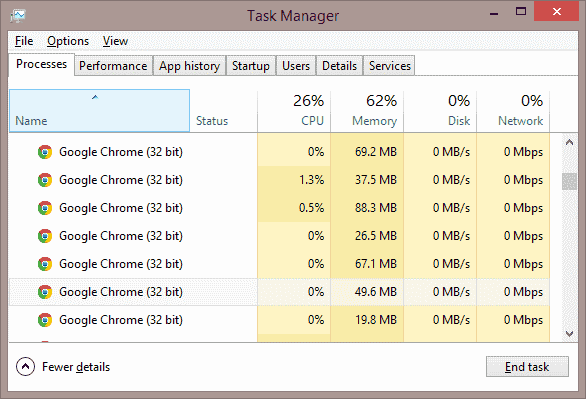 Task Manager
File Options View
Processes Performance App history Startup Users Details Services
26% 62% 0% 0%
Name Status CPU Memory Disk Network
Google Chrome (32 bit) 0% 69.2 MB 0 MB/s 0 Mbps
Google Chrome (32 bit) 1.3% 37.5 MB 0 MB/s 0 Mbps
Google Chrome (32 bit) 0.5% 88.3 MB 0 MB/s 0 Mbps
Google Chrome (32 bit) 0% 26.5 MB 0 MB/s 0 Mbps
Google Chrome (32 bit) 0% 67.1 MB 0 MB/s 0 Mbps
Google Chrome (32 bit) 0% 49.6 MB 0 MB/s 0 Mbps
Google Chrome (32 bit) 0% 19.8 MB 0 MB/s 0 Mbps
Fewer details End task